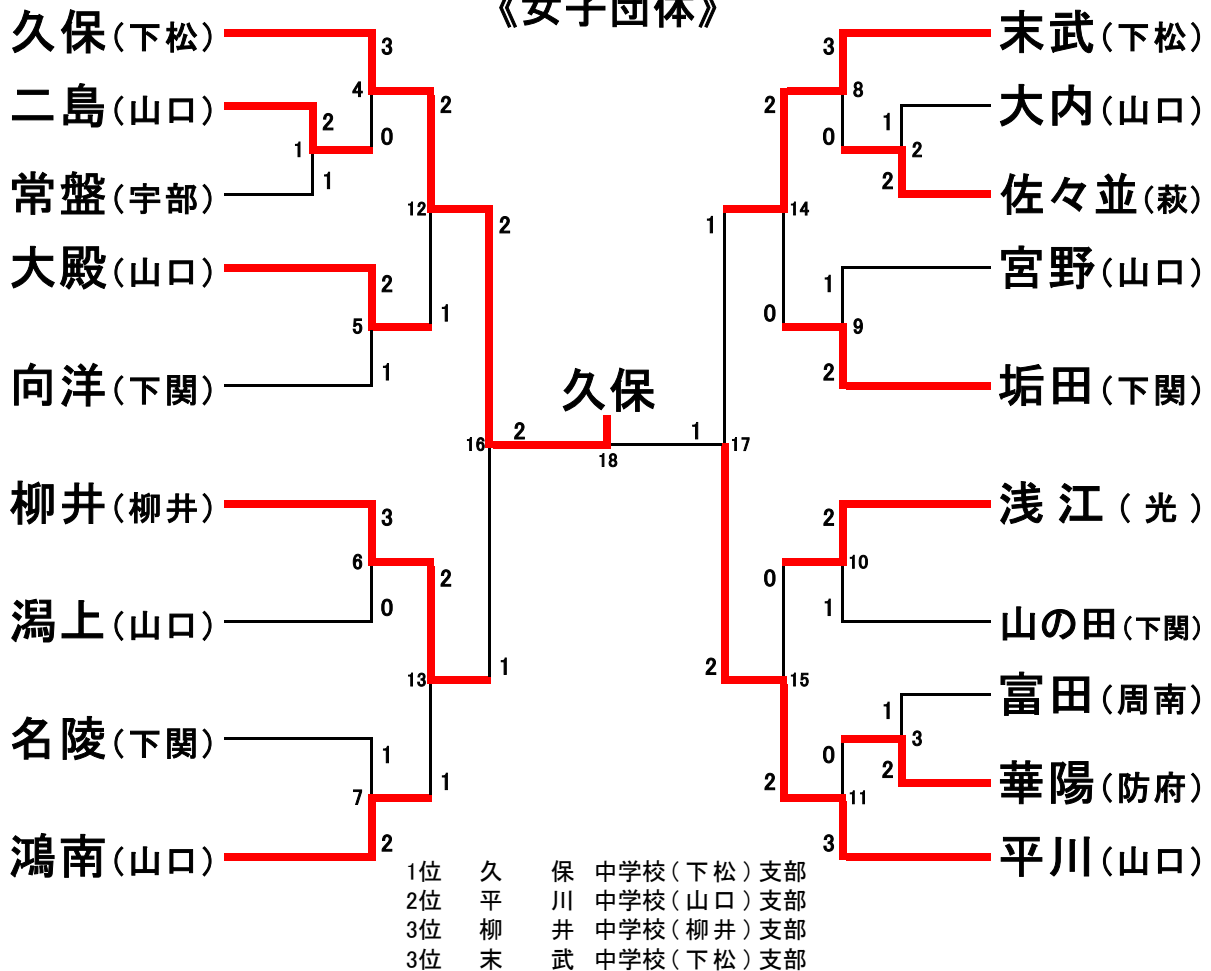 《女子団体》
久保(下松)
3
4
2
二島(山口)
2
1
0
1
常盤(宇部)
12
2
大殿(山口)
2
5
1
1
向洋(下関)
16
2
柳井(柳井)
3
6
2
0
潟上(山口)
13
1
名陵(下関)
1
7
1
2
鴻南(山口)
久保
18
末武(下松)
3
8
2
大内(山口)
1
2
0
2
佐々並(萩)
14
1
宮野(山口)
1
9
0
2
垢田(下関)
17
1
浅江(光)
2
10
0
1
山の田(下関)
15
2
富田(周南)
1
3
0
2
華陽(防府)
11
2
3
平川(山口)
1位 久 保 中学校(下松)支部
2位 平 川 中学校(山口)支部
3位 柳 井 中学校(柳井)支部
3位 末 武 中学校(下松)支部